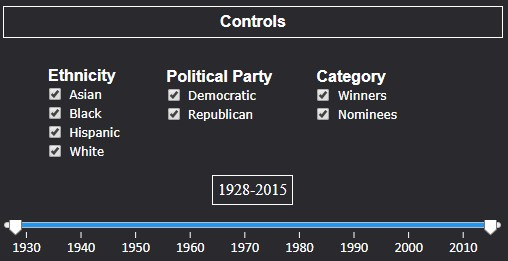 Controls
Ethnicity Political Party Category
Asian Democratic Winners
Black Republican Nominees
Hispanic
White
1928-2015
1930 1940 1950 1960 1970 1980 1990 2000 2010